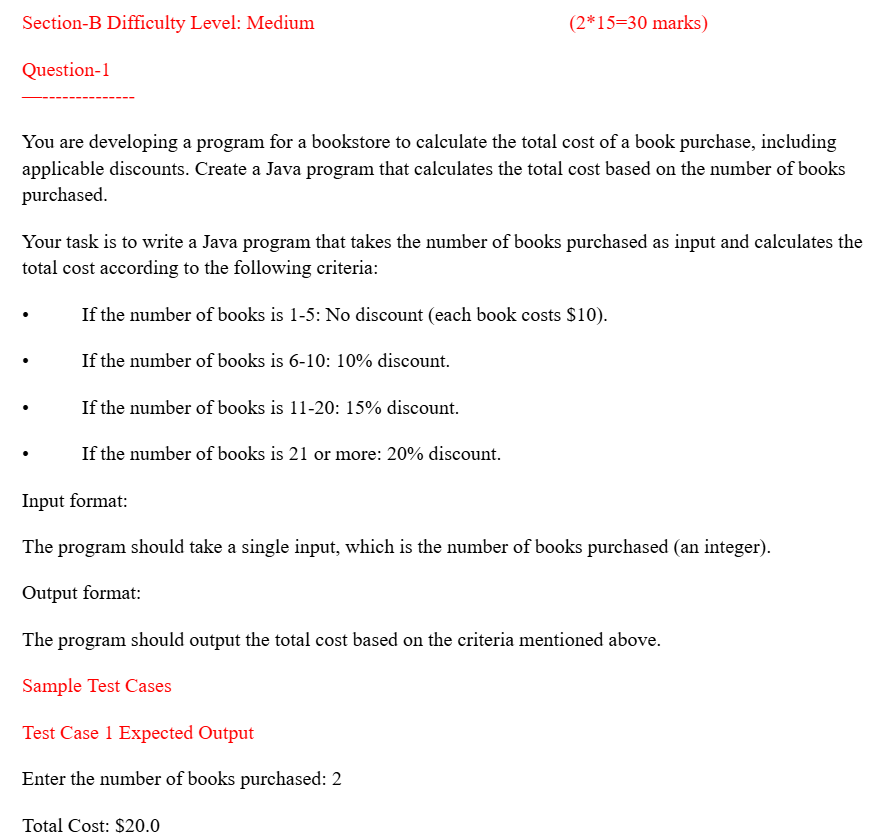 Section-B Difficulty Level: Medium (2*15=30 marks)
Question-1
—--------------
You are developing a program for a bookstore to calculate the total cost of a book purchase, including
applicable discounts. Create a Java program that calculates the total cost based on the number of books
purchased.
Your task is to write a Java program that takes the number of books purchased as input and calculates the
total cost according to the following criteria:
• If the number of books is 1-5: No discount (each book costs $10).
• If the number of books is 6-10: 10% discount.
• If the number of books is 11-20: 15% discount.
• If the number of books is 21 or more: 20% discount.
Input format:
The program should take a single input, which is the number of books purchased (an integer).
Output format:
The program should output the total cost based on the criteria mentioned above.
Sample Test Cases
Test Case 1 Expected Output
Enter the number of books purchased: 2
Total Cost: $20.0